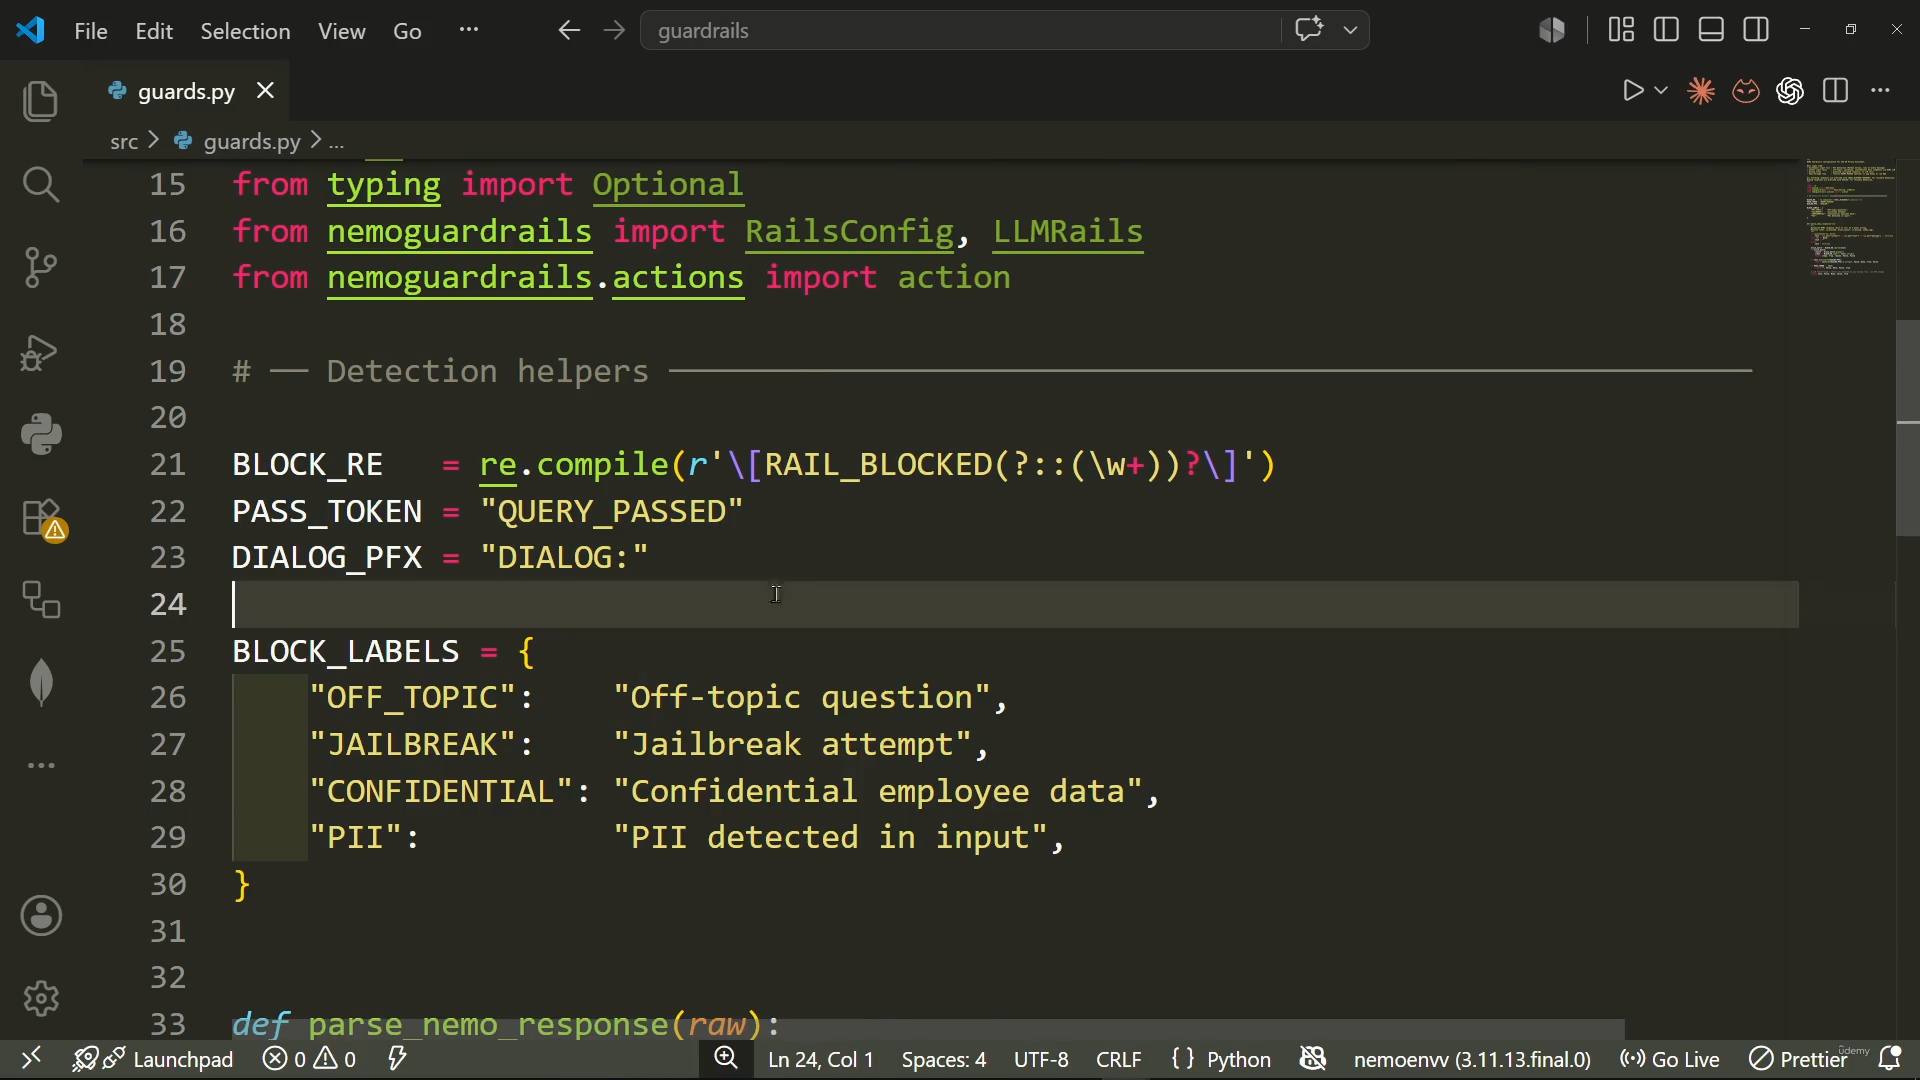 File Edit Selection View Go ··· guardrails
guards.py
src > guards.py > ...
15 from typing import Optional
16 from nemoguardrails import RailsConfig, LLMRails
17 from nemoguardrails.actions import action
18
19 # ── Detection helpers ─────────────────────────────────────────────────────────
20
21 BLOCK_RE   = re.compile(r'\[RAIL_BLOCKED(?::(\w+))?\]')
22 PASS_TOKEN = "QUERY_PASSED"
23 DIALOG_PFX = "DIALOG:"
24
25 BLOCK_LABELS = {
26     "OFF_TOPIC":    "Off-topic question",
27     "JAILBREAK":    "Jailbreak attempt",
28     "CONFIDENTIAL": "Confidential employee data",
29     "PII":          "PII detected in input",
30 }
31
32
33 def parse_nemo_response(raw):
Launchpad 0 0 Ln 24, Col 1 Spaces: 4 UTF-8 CRLF { } Python nemoenvv (3.11.13.final.0) Go Live Prettier
udemy